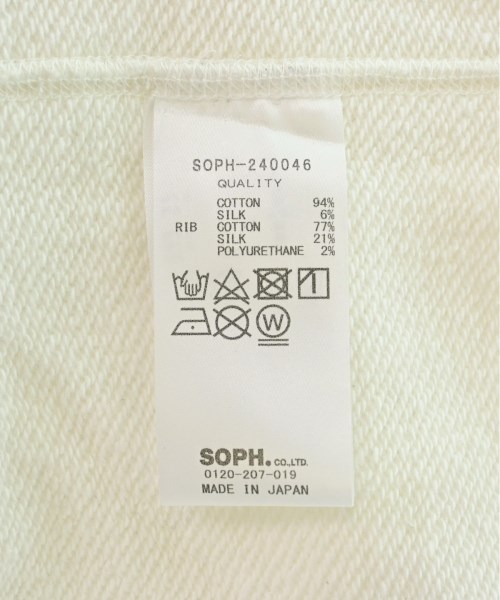 SOPH-240046
QUALITY
COTTON 94%
SILK 6%
RIB COTTON 77%
SILK 21%
POLYURETHANE 2%
W
SOPH. CO.,LTD.
0120-207-019
MADE IN JAPAN